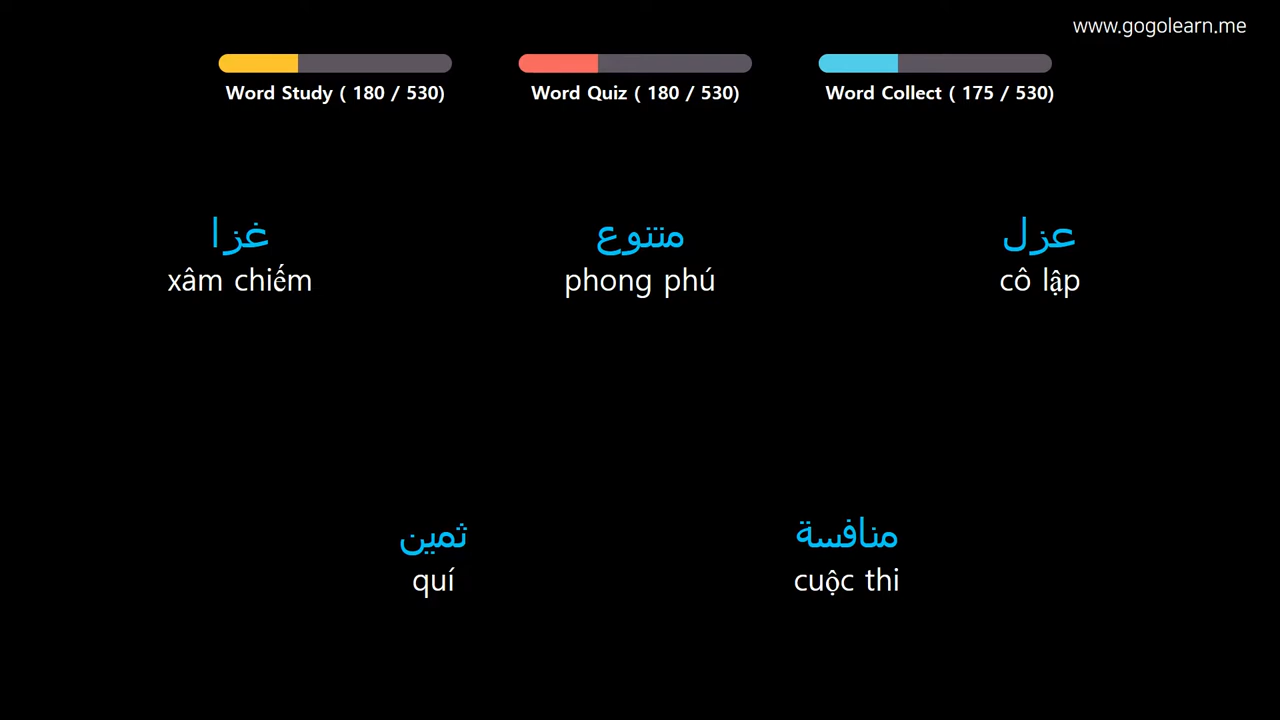 www.gogolearn.me
Word Study ( 180 / 530)
Word Quiz ( 180 / 530)
Word Collect ( 175 / 530)
غزا
xâm chiếm
متنوع
phong phú
عزل
cô lập
ثمين
quí
منافسة
cuộc thi